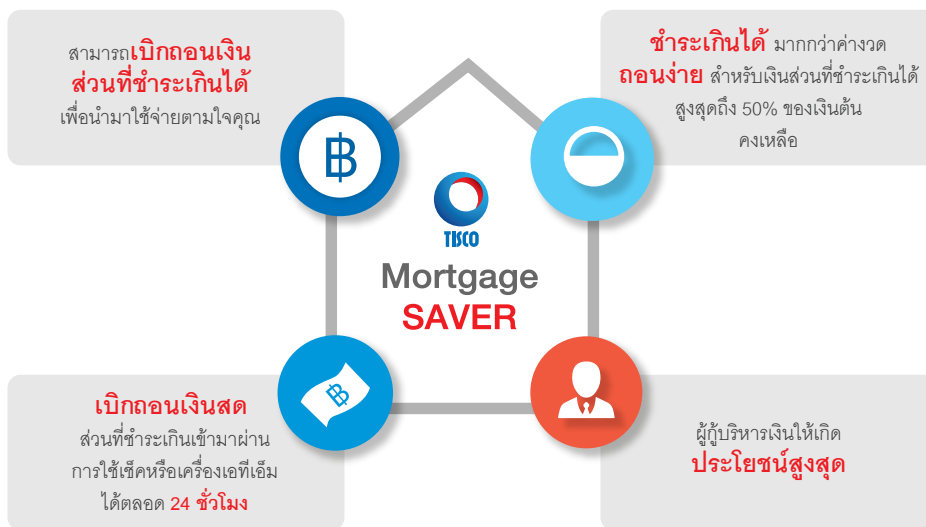 สามารถเบิกถอนเงิน
ส่วนที่ชำระเกินได้
เพื่อนำมาใช้จ่ายตามใจคุณ
ชำระเกินได้ มากกว่าค่างวด
ถอนง่าย สำหรับเงินส่วนที่ชำระเกินได้
สูงสุดถึง 50% ของเงินต้น
คงเหลือ
TISCO
Mortgage
SAVER
เบิกถอนเงินสด
ส่วนที่ชำระเกินเข้ามาผ่าน
การใช้เช็คหรือเครื่องเอทีเอ็ม
ได้ตลอด 24 ชั่วโมง
ผู้กู้บริหารเงินให้เกิด
ประโยชน์สูงสุด